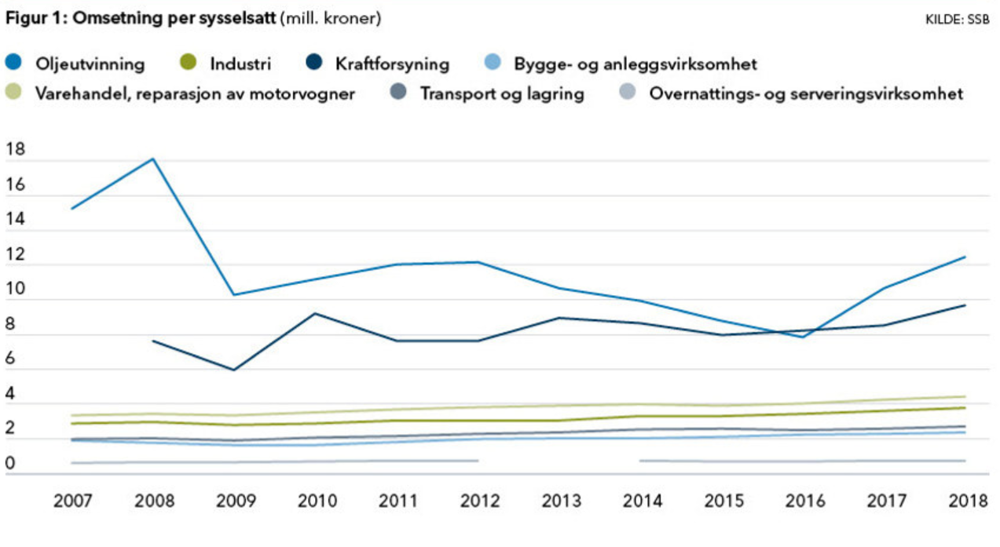 Figur 1: Omsetning per sysselsatt (mill. kroner) KILDE: SSB
Oljeutvinning Industri Kraftforsyning Bygge- og anleggsvirksomhet
Varehandel, reparasjon av motorvogner Transport og lagring Overnattings- og serveringsvirksomhet
18
16
14
12
10
8
6
4
2
0
2007 2008 2009 2010 2011 2012 2013 2014 2015 2016 2017 2018